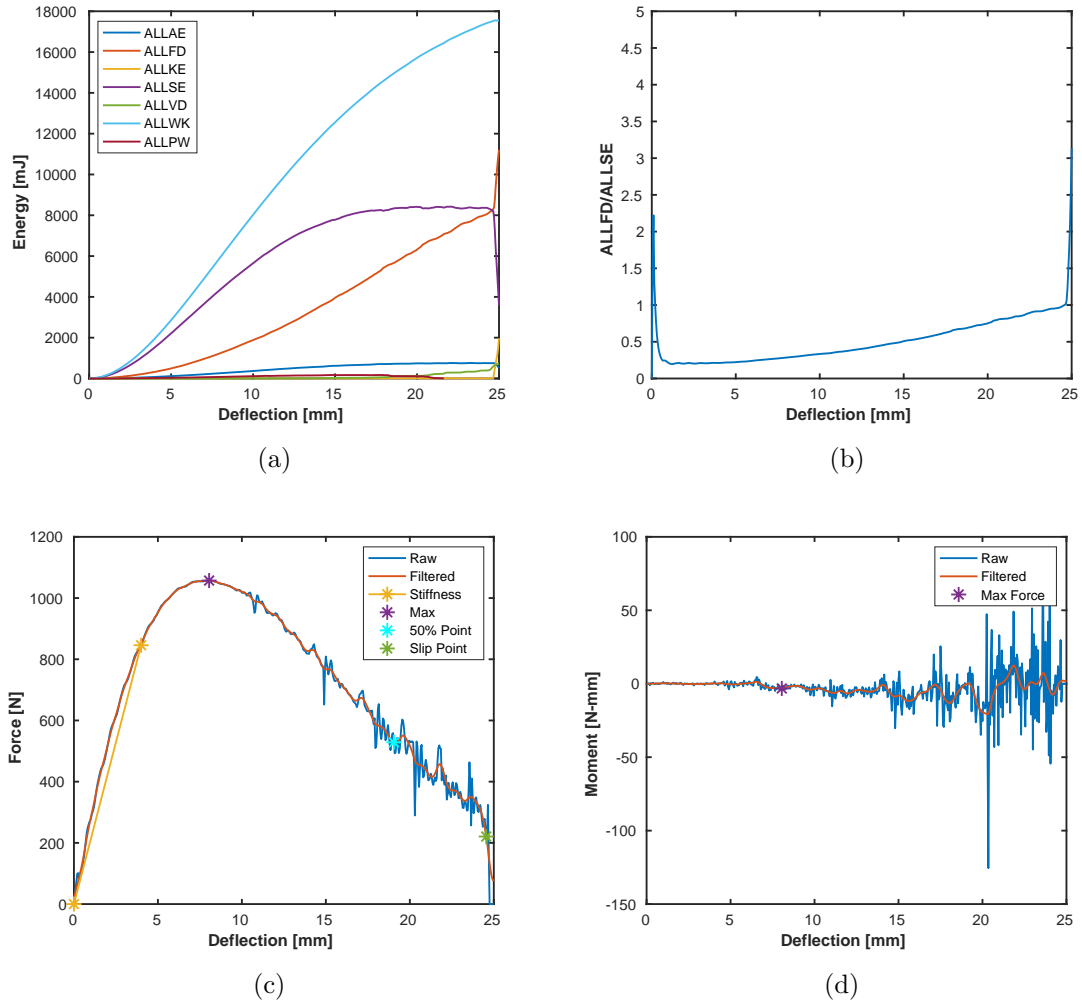 18000
16000
14000
12000
10000
8000
6000
4000
2000
0
Energy [mJ]
ALLAE
ALLFD
ALLKE
ALLSE
ALLVD
ALLWK
ALLPW
0 5 10 15 20 25
Deflection [mm]
(a)
5
4.5
4
3.5
3
2.5
2
1.5
1
0.5
0
ALLFD/ALLSE
0 5 10 15 20 25
Deflection [mm]
(b)
1200
1000
800
600
400
200
0
Force [N]
Raw
Filtered
Stiffness
Max
50% Point
Slip Point
0 5 10 15 20 25
Deflection [mm]
(c)
100
50
0
-50
-100
-150
Moment [N-mm]
Raw
Filtered
Max Force
0 5 10 15 20 25
Deflection [mm]
(d)